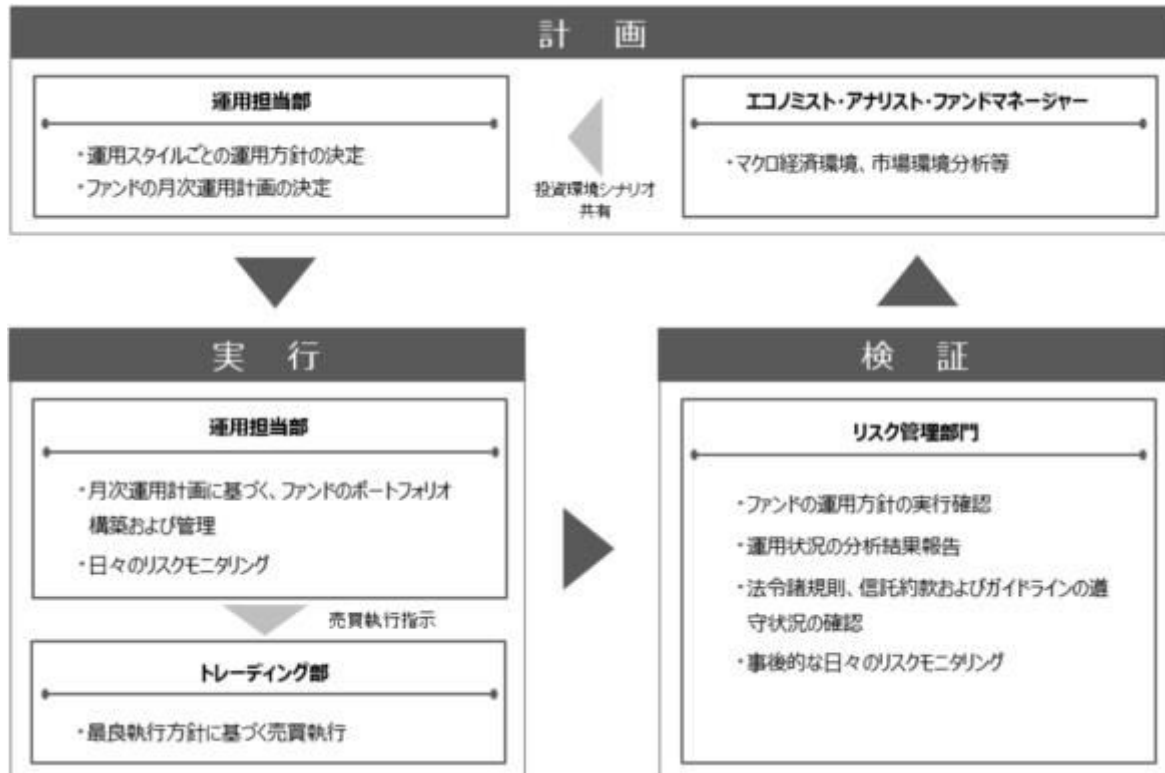 計 画
運用担当部
・運用スタイルごとの運用方針の決定
・ファンドの月次運用計画の決定
投資環境シナリオ
共有
エコノミスト・アナリスト・ファンドマネージャー
・マクロ経済環境、市場環境分析等
実 行
運用担当部
・月次運用計画に基づく、ファンドのポートフォリオ
構築および管理
・日々のリスクモニタリング
売買執行指示
トレーディング部
・最良執行方針に基づく売買執行
検 証
リスク管理部門
・ファンドの運用方針の実行確認
・運用状況の分析結果報告
・法令諸規則、信託約款およびガイドラインの遵
守状況の確認
・事後的な日々のリスクモニタリング